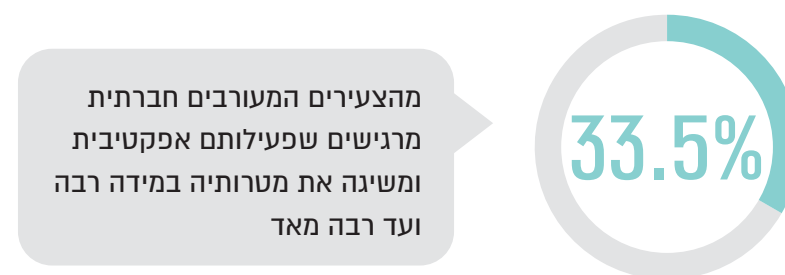 33.5%
מהצעירים המעורבים חברתית
מרגישים שפעילותם אפקטיבית
ומשיגה את מטרותיה במידה רבה
ועד רבה מאד